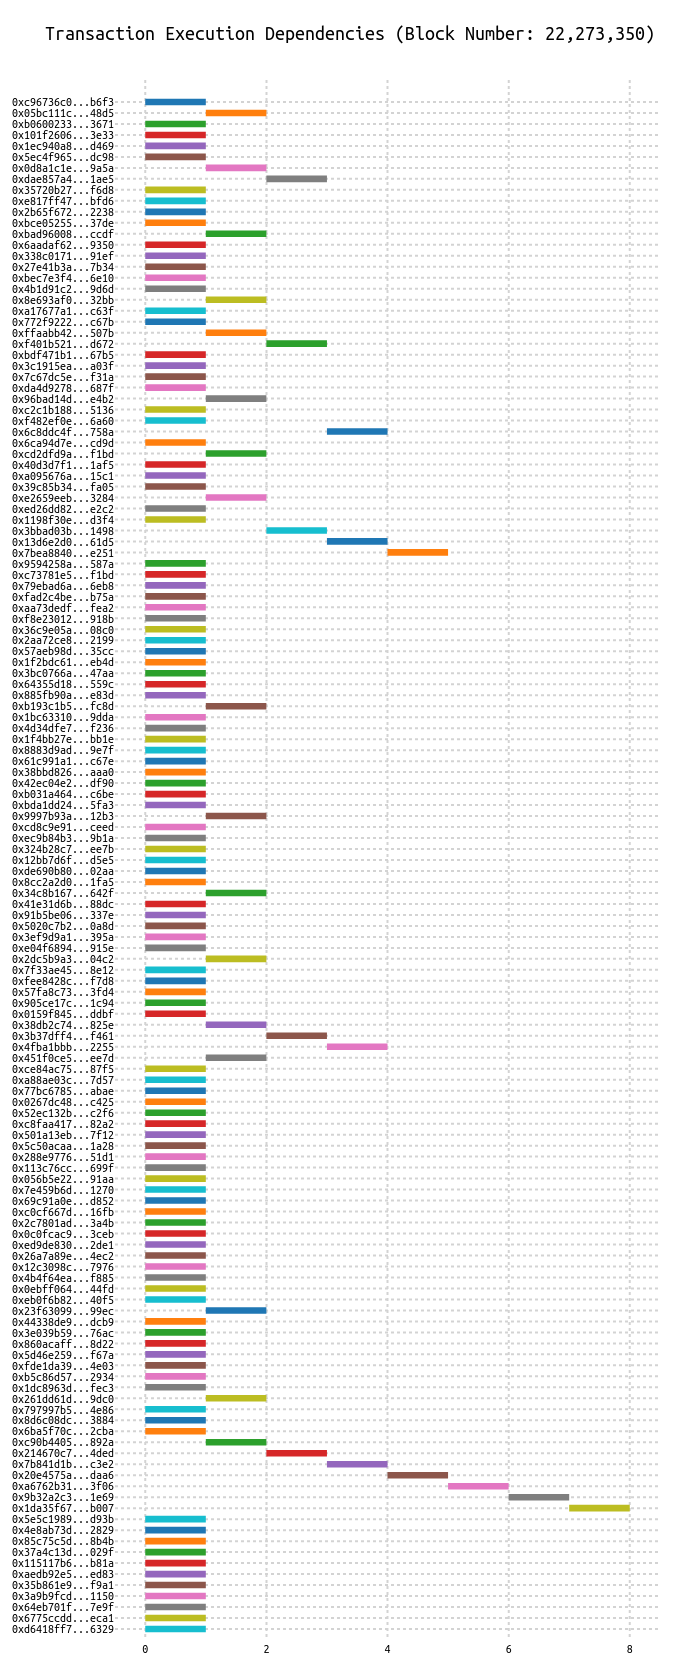 Transaction Execution Dependencies (Block Number: 22,273,350)
0xc96736c0...b6f3
0x05bc111c...48d5
0xb0600233...3671
0x101f2606...3e33
0x1ec940a8...d469
0x5ec4f965...dc98
0x0d8a1c1e...9a5a
0xdae857a4...1ae5
0x35720b27...f6d8
0xe817ff47...bfd6
0x2b65f672...2238
0xbce05255...37de
0xbad96008...ccdf
0x6aadaf62...9350
0x338c0171...91ef
0x27e41b3a...7b34
0xbec7e3f4...6e10
0x4b1d91c2...9d6d
0x8e693af0...32bb
0xa17677a1...c63f
0x772f9222...c67b
0xffaabb42...507b
0xf401b521...d672
0xbdf471b1...67b5
0x3c1915ea...a03f
0x7c67dc5e...f31a
0xda4d9278...687f
0x96bad14d...e4b2
0xc2c1b188...5136
0xf482ef0e...6a60
0x6c8ddc4f...758a
0x6ca94d7e...cd9d
0xcd2dfd9a...f1bd
0x40d3d7f1...1af5
0xa095676a...15c1
0x39c85b34...fa05
0xe2659eeb...3284
0xed26dd82...e2c2
0x1198f30e...d3f4
0x3bbad03b...1498
0x13d6e2d0...61d5
0x7bea8840...e251
0x9594258a...587a
0xc73781e5...f1bd
0x79ebad6a...6eb8
0xfad2c4be...b75a
0xaa73dedf...fea2
0xf8e23012...918b
0x36c9e05a...08c0
0x2aa72ce8...2199
0x57aeb98d...35cc
0x1f2bdc61...eb4d
0x3bc0766a...47aa
0x64355d18...559c
0x885fb90a...e83d
0xb193c1b5...fc8d
0x1bc63310...9dda
0x4d34dfe7...f236
0x1f4bb27e...bb1e
0x8883d9ad...9e7f
0x61c991a1...c67e
0x38bbd826...aaa0
0x42ec04e2...df90
0xb031a464...c6be
0xbda1dd24...5fa3
0x9997b93a...12b3
0xcd8c9e91...ceed
0xec9b84b3...9b1a
0x324b28c7...ee7b
0x12bb7d6f...d5e5
0xde690b80...02aa
0x8cc2a2d0...1fa5
0x34c8b167...642f
0x41e31d6b...88dc
0x91b5be06...337e
0x5020c7b2...0a8d
0x3ef9d9a1...395a
0xe04f6894...915e
0x2dc5b9a3...04c2
0x7f33ae45...8e12
0xfee8428c...f7d8
0x57fa8c73...3fd4
0x905ce17c...1c94
0x0159f845...ddbf
0x38db2c74...825e
0x3b37dff4...f461
0x4fba1bbb...2255
0x451f0ce5...ee7d
0xce84ac75...87f5
0xa88ae03c...7d57
0x77bc6785...abae
0x0267dc48...c425
0x52ec132b...c2f6
0xc8faa417...82a2
0x501a13eb...7f12
0x5c50acaa...1a28
0x288e9776...51d1
0x113c76cc...699f
0x056b5e22...91aa
0x7e459b6d...1270
0x69c91a0e...d852
0xc0cf667d...16fb
0x2c7801ad...3a4b
0x0c0fcac9...3ceb
0xed9de830...2de1
0x26a7a89e...4ec2
0x12c3098c...7976
0x4b4f64ea...f885
0x0ebff064...44fd
0xeb0f6b82...40f5
0x23f63099...99ec
0x44338de9...dcb9
0x3e039b59...76ac
0x860acaff...8d22
0x5d46e259...f67a
0xfde1da39...4e03
0xb5c86d57...2934
0x1dc8963d...fec3
0x261dd61d...9dc0
0x797997b5...4e86
0x8d6c08dc...3884
0x6ba5f70c...2cba
0xc90b4405...892a
0x214670c7...4ded
0x7b841d1b...c3e2
0x20e4575a...daa6
0xa6762b31...3f06
0x9b32a2c3...1e69
0x1da35f67...b007
0x5e5c1989...d93b
0x4e8ab73d...2829
0x85c75c5d...8b4b
0x37a4c13d...029f
0x115117b6...b81a
0xaedb92e5...ed83
0x35b861e9...f9a1
0x3a9b9fcd...1150
0x64eb701f...7e9f
0x6775ccdd...eca1
0xd6418ff7...6329
0 2 4 6 8